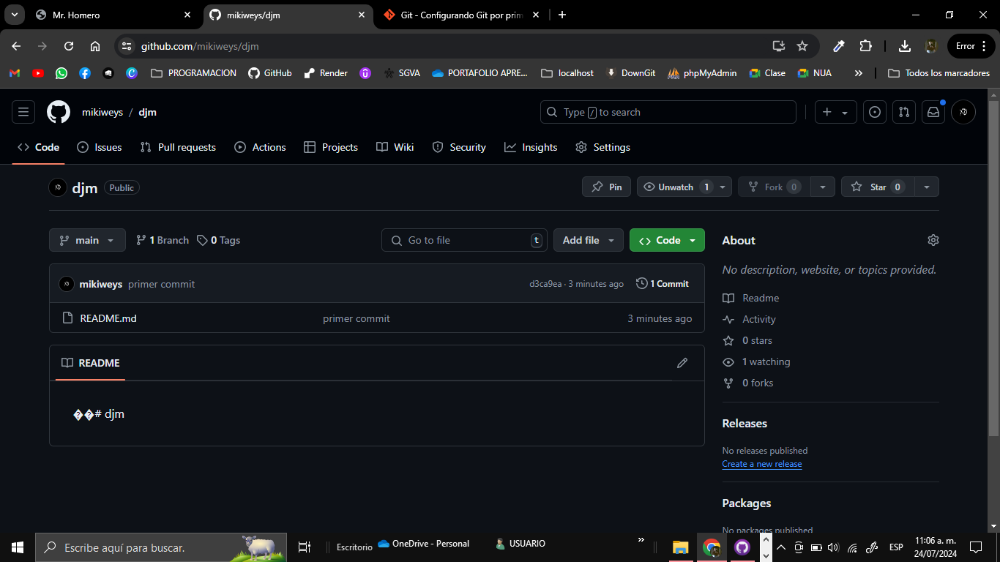 Mr. Homero
mikiweys/djm
Git - Configurando Git por prim
github.com/mikiweys/djm
Error
PROGRAMACION
GitHub
Render
SGVA
PORTAFOLIO APRE...
localhost
DownGit
phpMyAdmin
Clase
NUA
»
Todos los marcadores
mikiweys / djm
Type / to search
Code
Issues
Pull requests
Actions
Projects
Wiki
Security
Insights
Settings
djm Public
Pin
Unwatch 1
Fork 0
Star 0
main
1 Branch
0 Tags
Go to file t
Add file
Code
mikiweys primer commit
d3ca9ea · 3 minutes ago
1 Commit
README.md
primer commit
3 minutes ago
README
��# djm
About
No description, website, or topics provided.
Readme
Activity
0 stars
1 watching
0 forks
Releases
No releases published
Create a new release
Packages
No packages published
Escribe aquí para buscar.
Escritorio
OneDrive - Personal
USUARIO
»
ESP
11:06 a. m.
24/07/2024